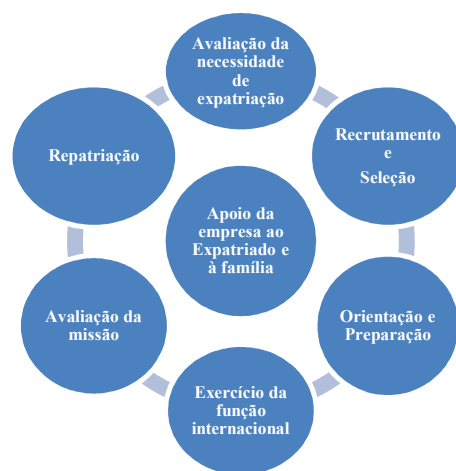 Avaliação da
necessidade
de
expatriação
Recrutamento
e
Seleção
Orientação e
Preparação
Exercício da
função
internacional
Avaliação da
missão
Repatriação
Apoio da
empresa ao
Expatriado e
à família